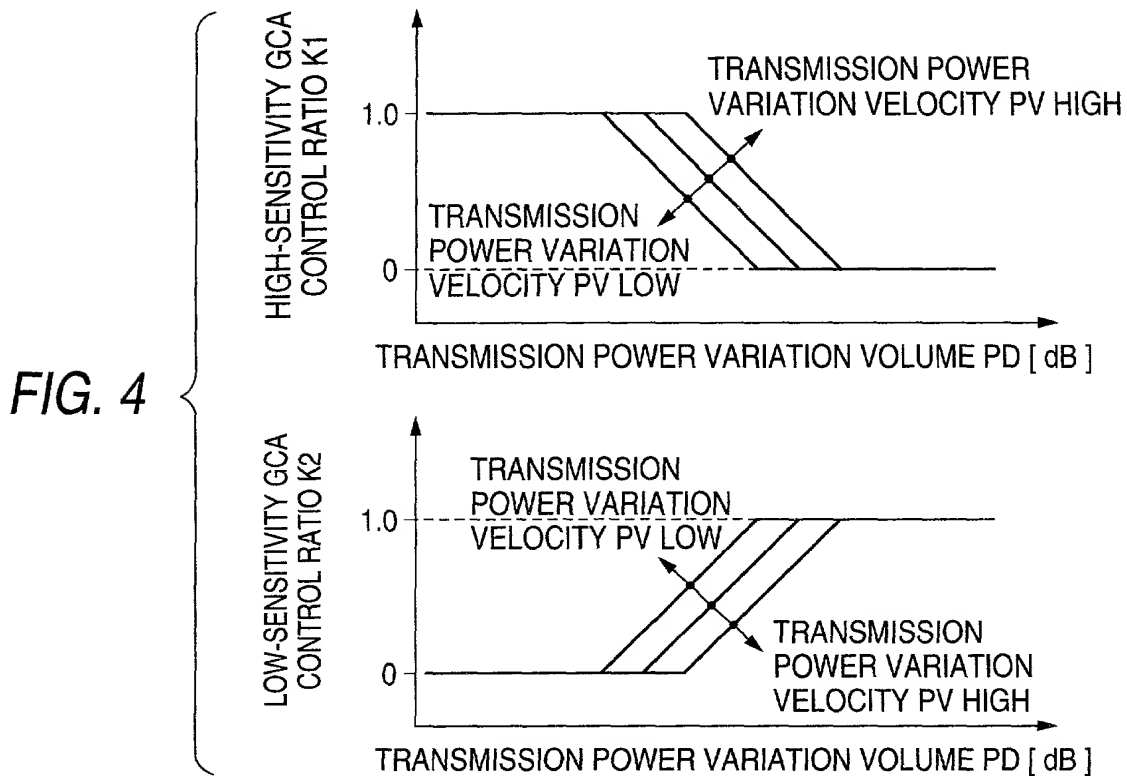 FIG. 4
HIGH-SENSITIVITY GCA
CONTROL RATIO K1
1.0
0
TRANSMISSION POWER
VARIATION VELOCITY PV HIGH
TRANSMISSION
POWER VARIATION
VELOCITY PV LOW
TRANSMISSION POWER VARIATION VOLUME PD [ dB ]
LOW-SENSITIVITY GCA
CONTROL RATIO K2
1.0
0
TRANSMISSION
POWER VARIATION
VELOCITY PV LOW
TRANSMISSION
POWER VARIATION
VELOCITY PV HIGH
TRANSMISSION POWER VARIATION VOLUME PD [ dB ]